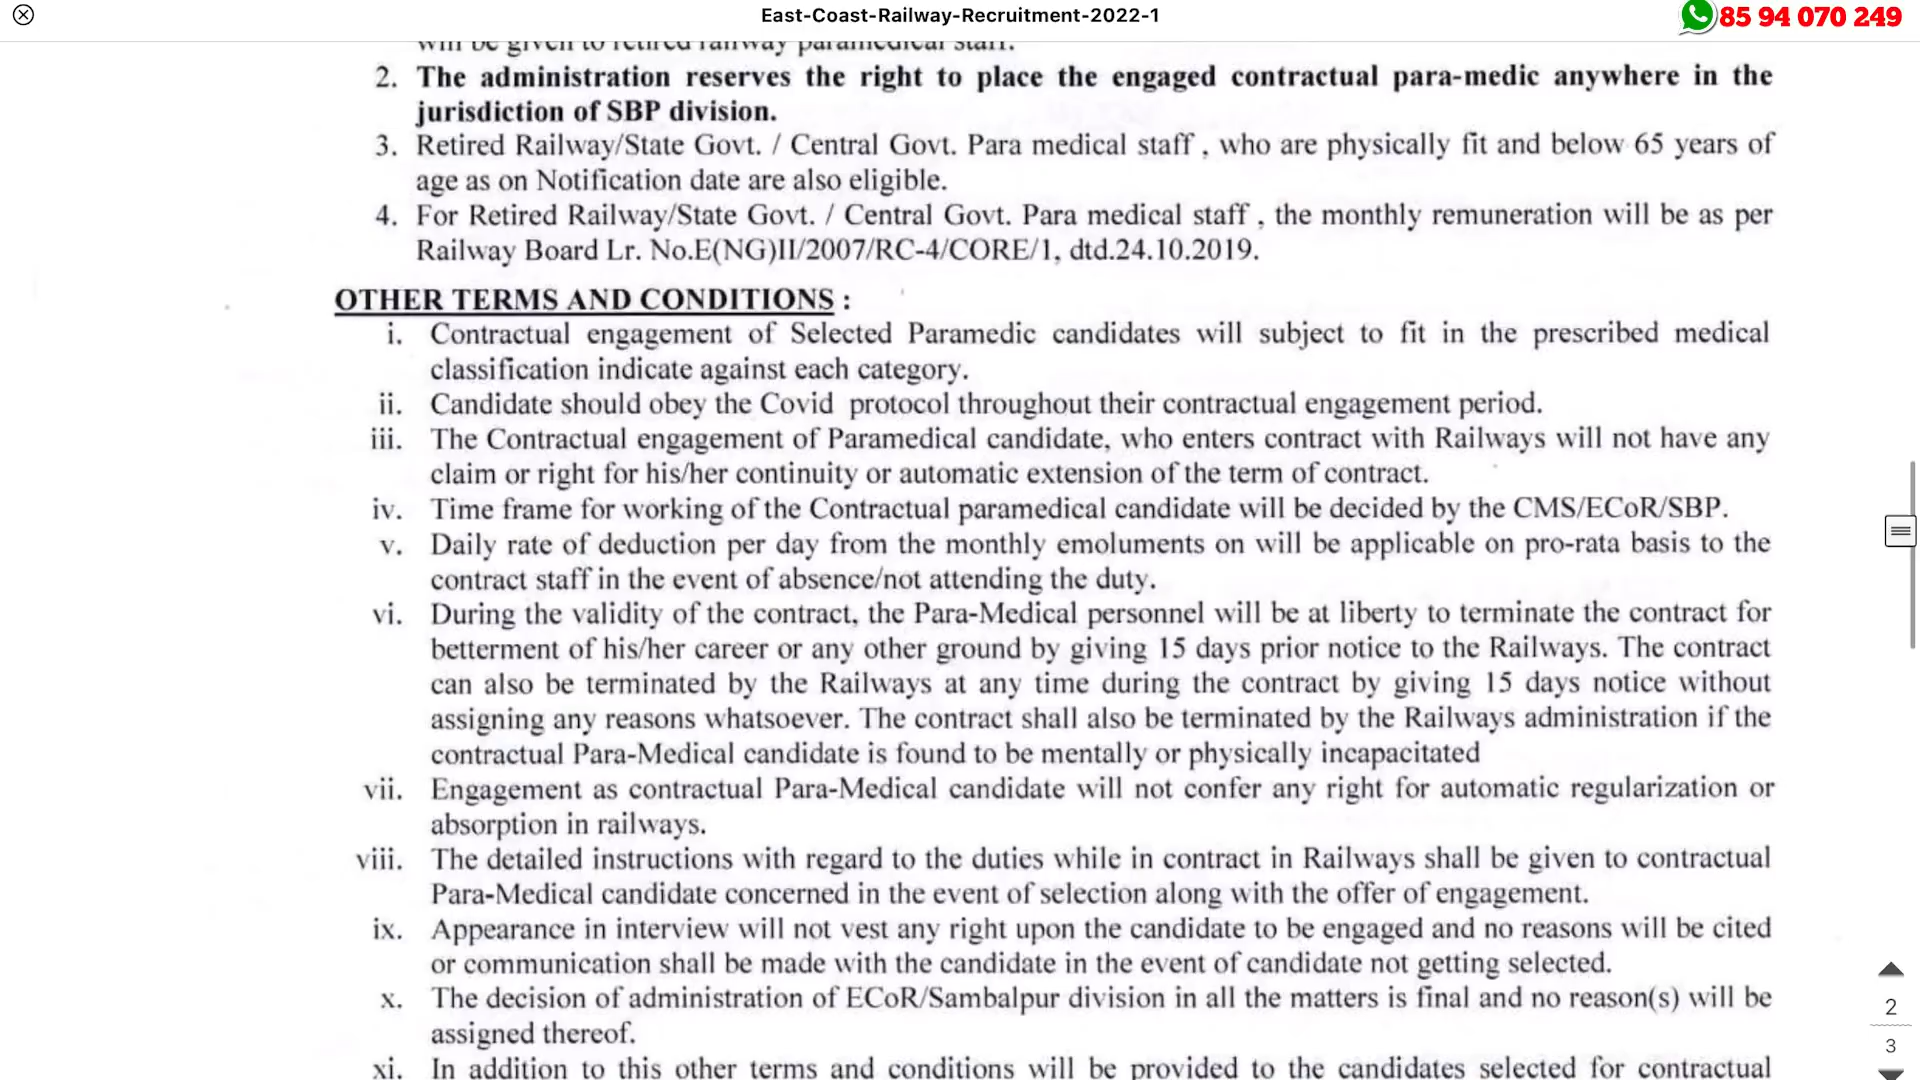 East-Coast-Railway-Recruitment-2022-1
85 94 070 249
will be given to retired railway paramedical staff.
2. The administration reserves the right to place the engaged contractual para-medic anywhere in the
jurisdiction of SBP division.
3. Retired Railway/State Govt. / Central Govt. Para medical staff , who are physically fit and below 65 years of
age as on Notification date are also eligible.
4. For Retired Railway/State Govt. / Central Govt. Para medical staff , the monthly remuneration will be as per
Railway Board Lr. No.E(NG)II/2007/RC-4/CORE/1, dtd.24.10.2019.
OTHER TERMS AND CONDITIONS :
i. Contractual engagement of Selected Paramedic candidates will subject to fit in the prescribed medical
classification indicate against each category.
ii. Candidate should obey the Covid protocol throughout their contractual engagement period.
iii. The Contractual engagement of Paramedical candidate, who enters contract with Railways will not have any
claim or right for his/her continuity or automatic extension of the term of contract.
iv. Time frame for working of the Contractual paramedical candidate will be decided by the CMS/ECoR/SBP.
v. Daily rate of deduction per day from the monthly emoluments on will be applicable on pro-rata basis to the
contract staff in the event of absence/not attending the duty.
vi. During the validity of the contract, the Para-Medical personnel will be at liberty to terminate the contract for
betterment of his/her career or any other ground by giving 15 days prior notice to the Railways. The contract
can also be terminated by the Railways at any time during the contract by giving 15 days notice without
assigning any reasons whatsoever. The contract shall also be terminated by the Railways administration if the
contractual Para-Medical candidate is found to be mentally or physically incapacitated
vii. Engagement as contractual Para-Medical candidate will not confer any right for automatic regularization or
absorption in railways.
viii. The detailed instructions with regard to the duties while in contract in Railways shall be given to contractual
Para-Medical candidate concerned in the event of selection along with the offer of engagement.
ix. Appearance in interview will not vest any right upon the candidate to be engaged and no reasons will be cited
or communication shall be made with the candidate in the event of candidate not getting selected.
x. The decision of administration of ECoR/Sambalpur division in all the matters is final and no reason(s) will be
assigned thereof.
xi. In addition to this other terms and conditions will be provided to the candidates selected for contractual
2
3